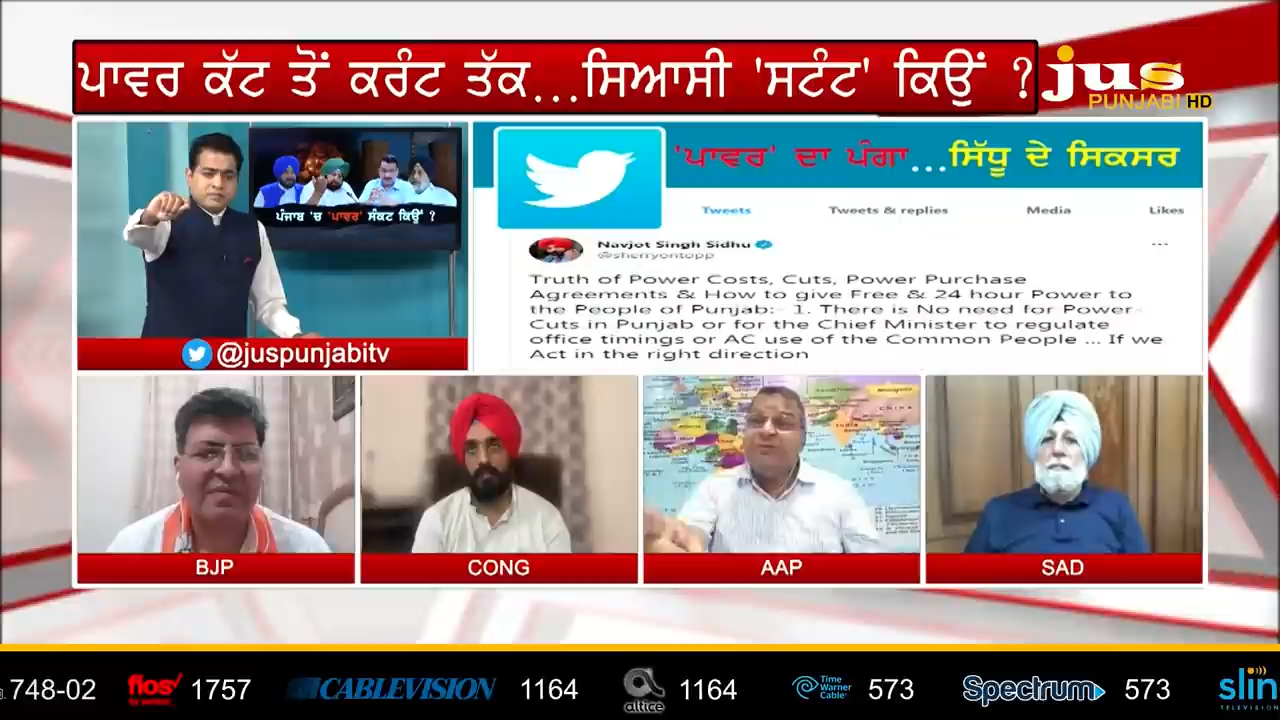 ਪਾਵਰ ਕੱਟ ਤੋਂ ਕਰੰਟ ਤੱਕ...ਸਿਆਸੀ 'ਸਟੰਟ' ਕਿਉਂ ?
jus
PUNJABI HD
ਪੰਜਾਬ 'ਚ 'ਪਾਵਰ' ਸੰਕਟ ਕਿਉਂ ?
@juspunjabitv
'ਪਾਵਰ' ਦਾ ਪੰਗਾ...ਸਿੱਧੂ ਦੇ ਸਿਕਸਰ
Tweets Tweets & replies Media Likes
Navjot Singh Sidhu
@sherryontopp
Truth of Power Costs, Cuts, Power Purchase
Agreements & How to give Free & 24 hour Power to
the People of Punjab:- 1. There is No need for Power-
Cuts in Punjab or for the Chief Minister to regulate
office timings or AC use of the Common People ... If we
Act in the right direction
BJP CONG AAP SAD
748-02 fios 1757 CABLEVISION 1164 altice 1164 Time Warner Cable 573 Spectrum 573 slin
TELEVISION